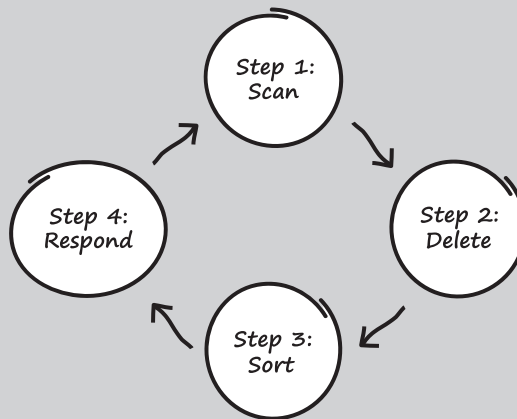 Step 1:
Scan
Step 2:
Delete
Step 3:
Sort
Step 4:
Respond